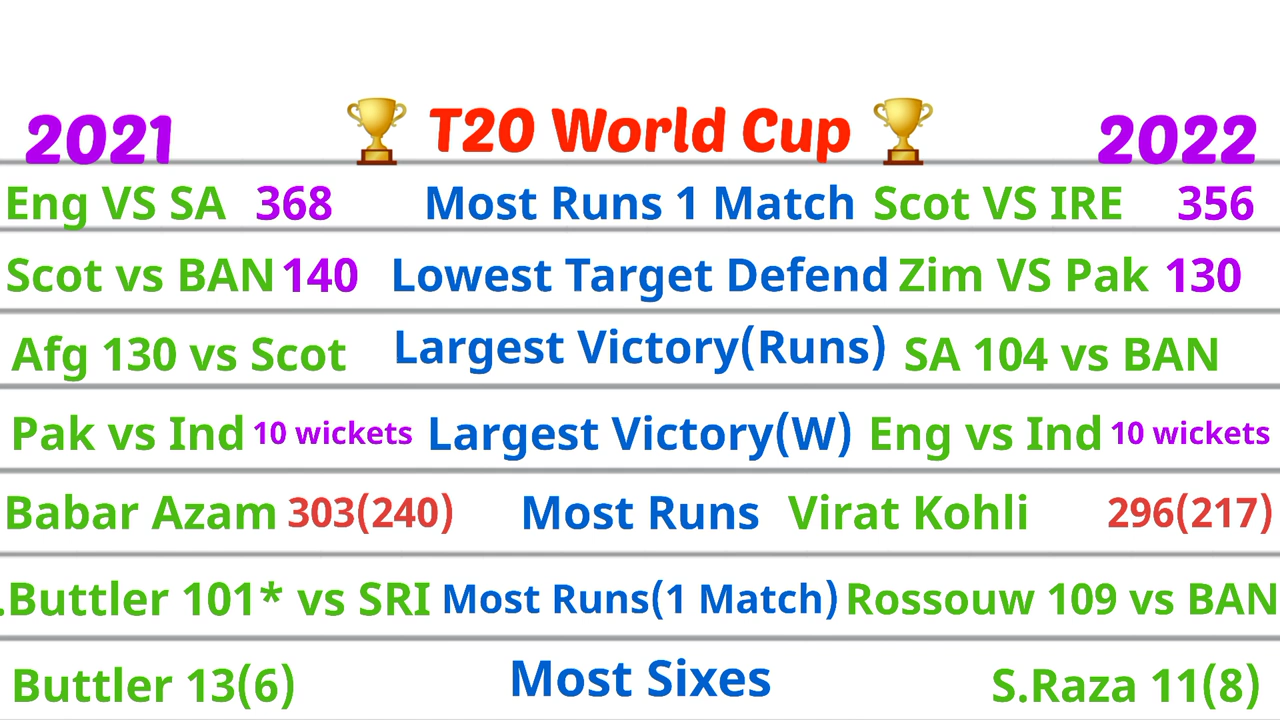 2021 T20 World Cup 2022
Eng VS SA 368 Most Runs 1 Match Scot VS IRE 356
Scot vs BAN 140 Lowest Target Defend Zim VS Pak 130
Afg 130 vs Scot Largest Victory(Runs) SA 104 vs BAN
Pak vs Ind 10 wickets Largest Victory(W) Eng vs Ind 10 wickets
Babar Azam 303(240) Most Runs Virat Kohli 296(217)
.Buttler 101* vs SRI Most Runs(1 Match) Rossouw 109 vs BAN
Buttler 13(6) Most Sixes S.Raza 11(8)